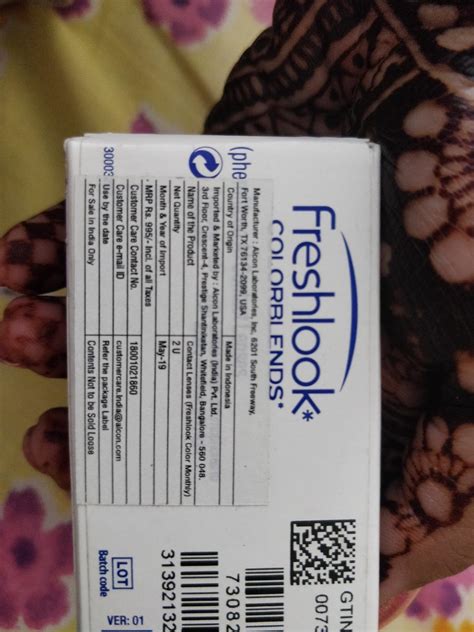 freshlook*
COLORBLENDS*
(phe
30003
Manufacturer : Alcon Laboratories, Inc. 6201 South Freeway,
Fort Worth, TX 76134-2099, USA
Country of Origin Made in Indonesia
Imported & Marketed by : Alcon Laboratories (India) Pvt. Ltd.
3rd Floor, Crescent-4, Prestige Shantiniketan, Whitefield, Bangalore - 560 048.
Name of the Product Contact Lenses (Freshlook Color Monthly)
Net Quantity 2 U
Month & Year of Import May-19
MRP Rs. 995/- Incl. of all Taxes
Customer Care Contact No. 18001021860
Customer Care e-mail ID customercare.india@alcon.com
Use by the date Refer the package Label
For Sale in India Only Contents Not to be Sold Loose
GTIN
0073
73082
31392132
LOT
Batch code
VER: 01